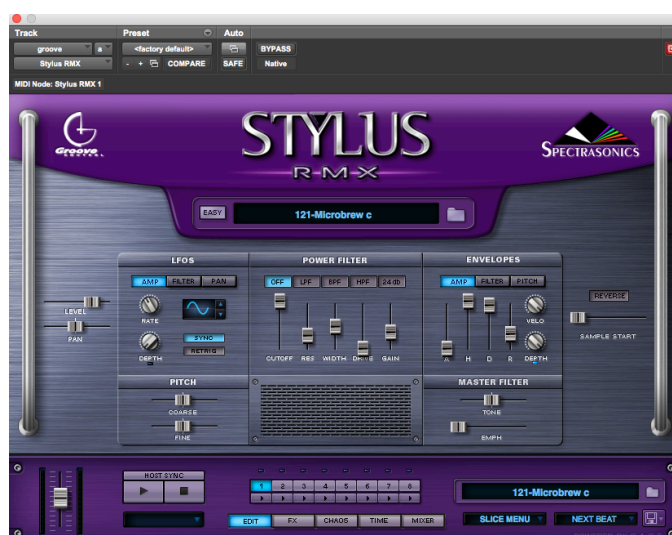 Track Preset Auto
groove a <factory default> BYPASS
Stylus RMX - + COMPARE SAFE Native
MIDI Node: Stylus RMX 1
Groove
CONTROL
STYLUS
RMX
SPECTRASONICS
EASY 121-Microbrew c
LFOS POWER FILTER ENVELOPES
AMP FILTER PAN OFF LPF BPF HPF 24db AMP FILTER PITCH
REVERSE
LEVEL RATE VELO
PAN SYNC SAMPLE START
RETRIG
DEPTH CUTOFF RES WIDTH DRIVE GAIN A H D R DEPTH
PITCH MASTER FILTER
COARSE TONE
FINE EMPH
HOST SYNC
1 2 3 4 5 6 7 8
121-Microbrew c
EDIT FX CHAOS TIME MIXER SLICE MENU NEXT BEAT